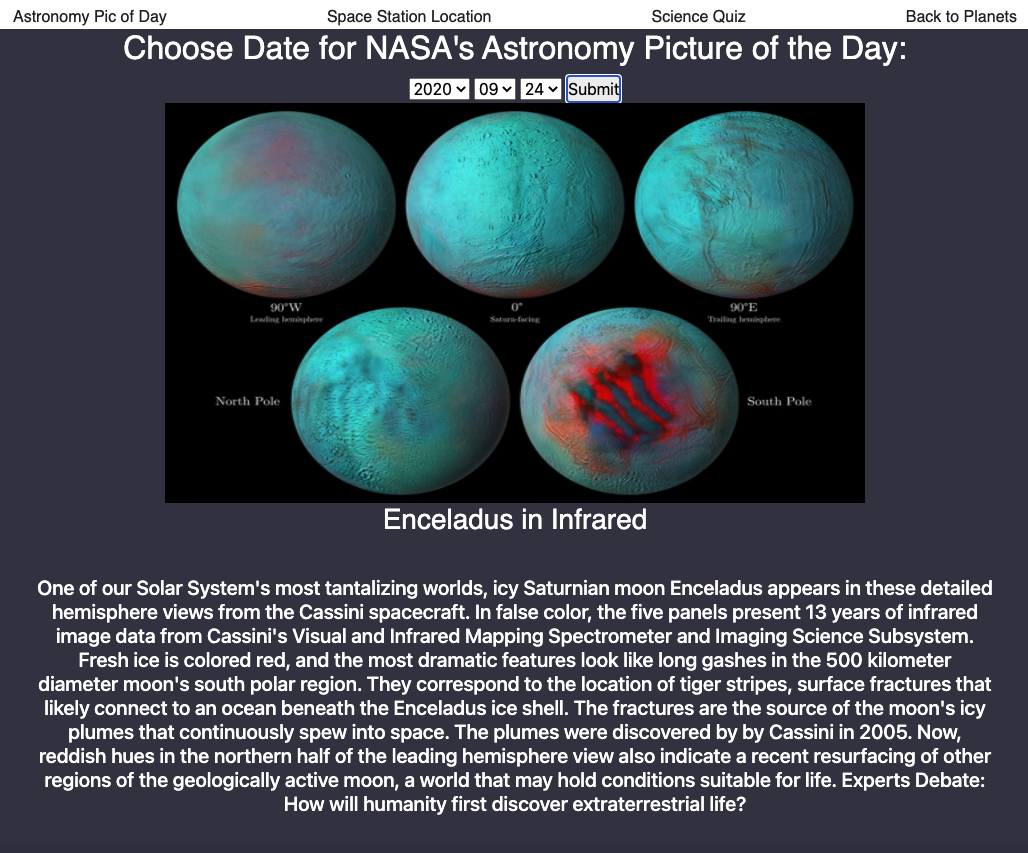 Astronomy Pic of Day Space Station Location Science Quiz Back to Planets
Choose Date for NASA's Astronomy Picture of the Day:
2020 09 24 Submit
90°W 0° 90°E
Leading hemisphere Saturn-facing Trailing hemisphere
North Pole South Pole
Enceladus in Infrared
One of our Solar System's most tantalizing worlds, icy Saturnian moon Enceladus appears in these detailed
hemisphere views from the Cassini spacecraft. In false color, the five panels present 13 years of infrared
image data from Cassini's Visual and Infrared Mapping Spectrometer and Imaging Science Subsystem.
Fresh ice is colored red, and the most dramatic features look like long gashes in the 500 kilometer
diameter moon's south polar region. They correspond to the location of tiger stripes, surface fractures that
likely connect to an ocean beneath the Enceladus ice shell. The fractures are the source of the moon's icy
plumes that continuously spew into space. The plumes were discovered by by Cassini in 2005. Now,
reddish hues in the northern half of the leading hemisphere view also indicate a recent resurfacing of other
regions of the geologically active moon, a world that may hold conditions suitable for life. Experts Debate:
How will humanity first discover extraterrestrial life?